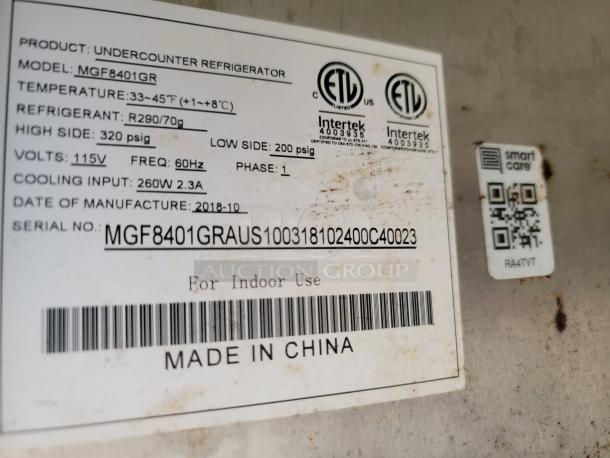 PRODUCT: UNDERCOUNTER REFRIGERATOR
MODEL: MGF8401GR
TEMPERATURE: 33~45°F (+1~+8°C)
REFRIGERANT: R290/70g
HIGH SIDE: 320 psig LOW SIDE: 200 psig
VOLTS: 115V FREQ: 60Hz PHASE: 1
COOLING INPUT: 260W 2.3A
DATE OF MANUFACTURE: 2018-10
SERIAL NO.: MGF8401GRAUS100318102400C40023
AUCTION GROUP
For Indoor Use
MADE IN CHINA
C ETL US
LISTED
Intertek
4003935
ETL
Intertek
4003935
smart
care
RA4TVT